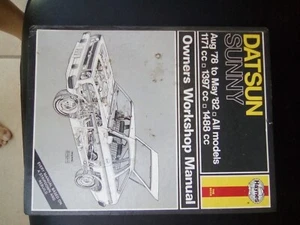 DATSUN
SUNNY
Aug '78 to May '82 □ All models
1171 cc □ 1397 cc □ 1488 cc
Owners Workshop Manual
Haynes